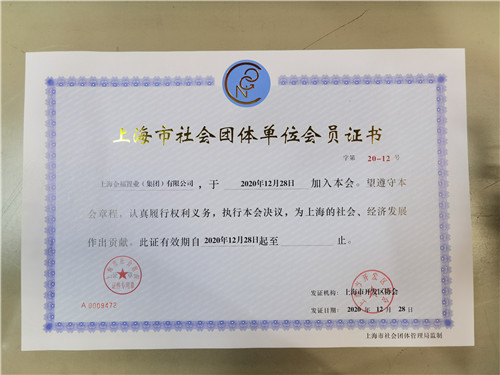 上海市社会团体单位会员证书
字第 20-12 号
上海金福置业(集团)有限公司,于 2020年12月28日 加入本会。望遵守本
会章程,认真履行权利义务,执行本会决议,为上海的社会、经济发展
作出贡献。此证有效期自2020年12月28日起至 止。
发证机构:上海市开发区协会
发证日期:2020 年 12 月 28 日
A 0009872
上海市社会团体管理局监制